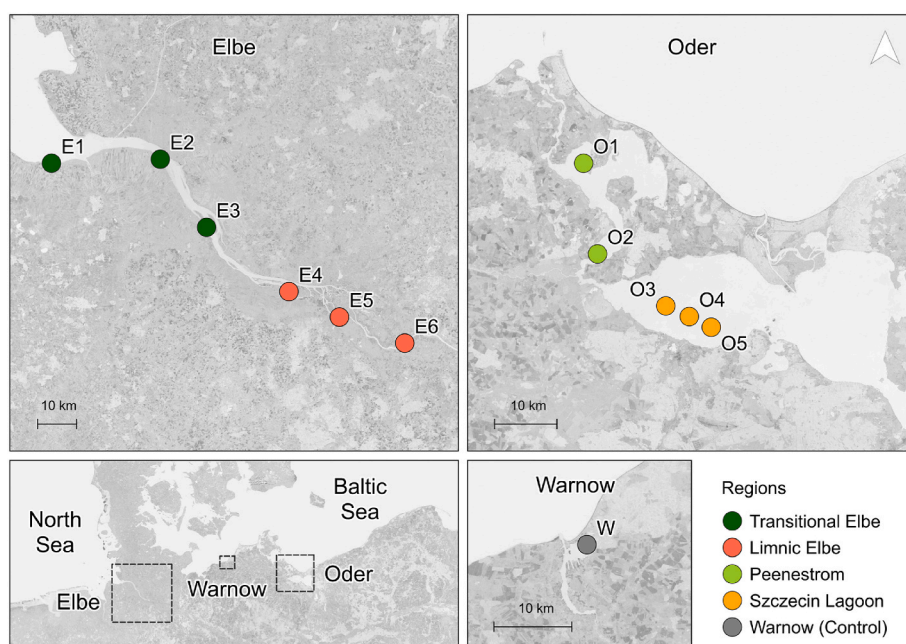 Elbe
E1
E2
E3
E4
E5
E6
10 km
Oder
O1
O2
O3
O4
O5
10 km
North
Sea
Baltic
Sea
Elbe
Warnow
Oder
Warnow
W
10 km
Regions
Transitional Elbe
Limnic Elbe
Peenestrom
Szczecin Lagoon
Warnow (Control)